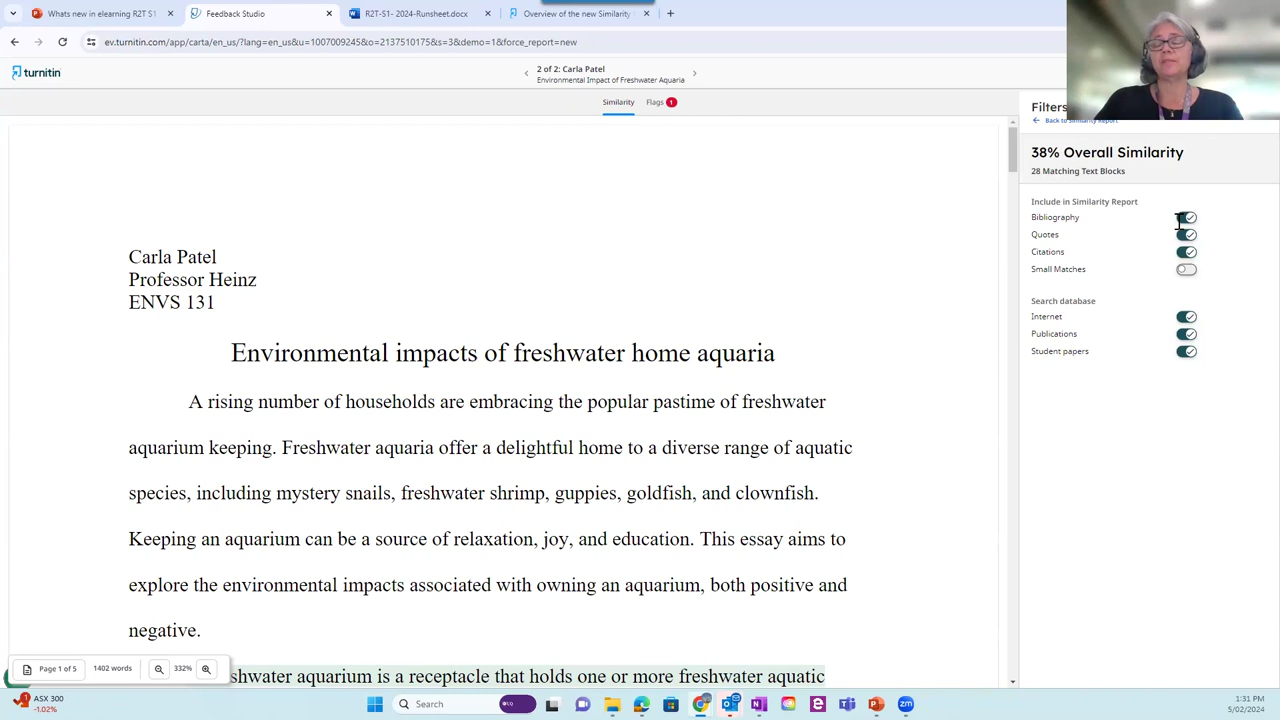 Whats new in elearning R2T S1
Feedback Studio
R2T-S1- 2024-Runsheet.docx
Overview of the new Similarity
ev.turnitin.com/app/carta/en_us/?lang=en_us&u=1007009245&o=2137510175&s=3&demo=1&force_report=new
turnitin
2 of 2: Carla Patel
Environmental Impact of Freshwater Aquaria
Similarity
Flags 1
Filters
Back to Similarity Report
38% Overall Similarity
28 Matching Text Blocks
Include in Similarity Report
Bibliography
Quotes
Citations
Small Matches
Search database
Internet
Publications
Student papers
Carla Patel
Professor Heinz
ENVS 131
Environmental impacts of freshwater home aquaria
A rising number of households are embracing the popular pastime of freshwater
aquarium keeping. Freshwater aquaria offer a delightful home to a diverse range of aquatic
species, including mystery snails, freshwater shrimp, guppies, goldfish, and clownfish.
Keeping an aquarium can be a source of relaxation, joy, and education. This essay aims to
explore the environmental impacts associated with owning an aquarium, both positive and
negative.
shwater aquarium is a receptacle that holds one or more freshwater aquatic
Page 1 of 5
1402 words
332%
1
ASX 300
-1.02%
Search
1:31 PM
5/02/2024